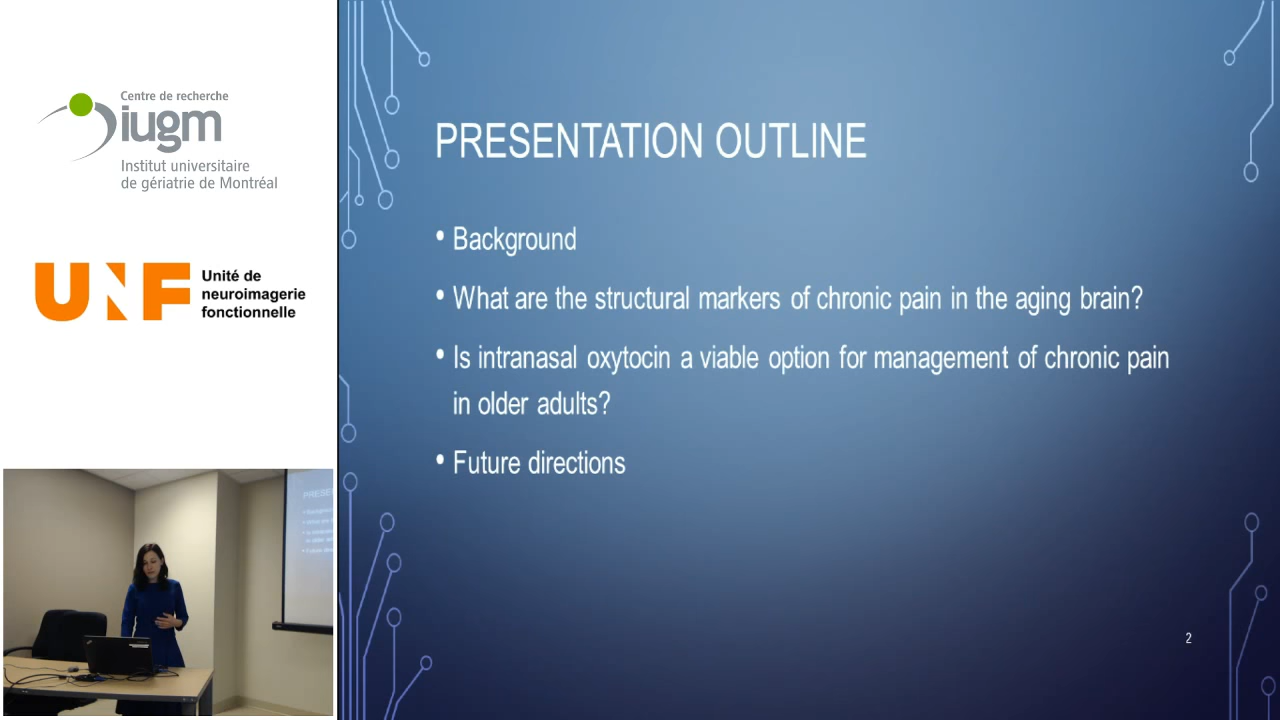 Centre de recherche
iugm
Institut universitaire
de gériatrie de Montréal
UNF
Unité de
neuroimagerie
fonctionnelle
PRESENTATION OUTLINE
• Background
• What are the structural markers of chronic pain in the aging brain?
• Is intranasal oxytocin a viable option for management of chronic pain
in older adults?
• Future directions
2
PRESE